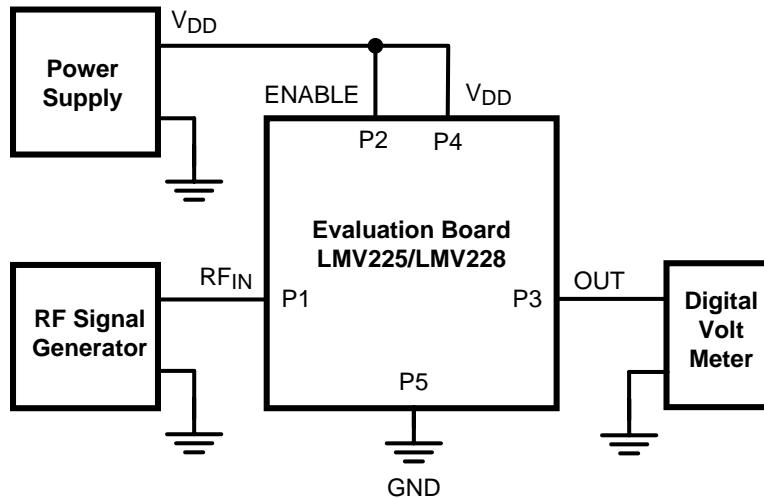 VDD
Power
Supply
ENABLE
VDD
P2
P4
Evaluation Board
LMV225/LMV228
RFIN
P1
P3
OUT
RF Signal
Generator
Digital
Volt
Meter
P5
GND